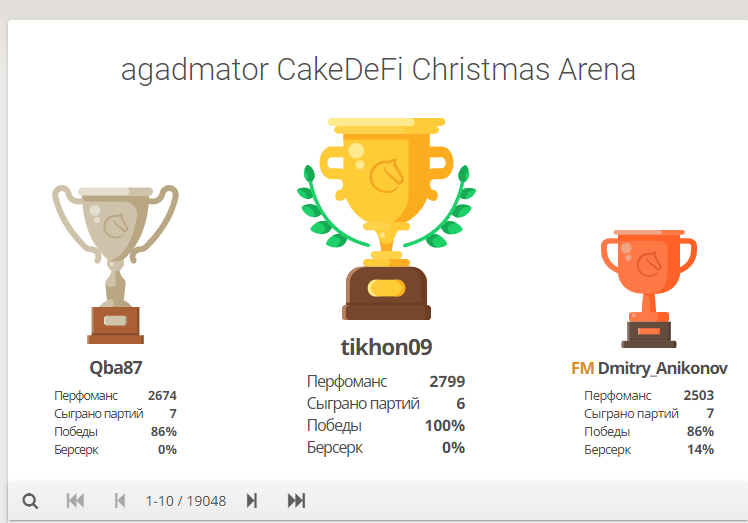 agadmator CakeDeFi Christmas Arena
Qba87
Перфоманс 2674
Сыграно партий 7
Победы 86%
Берсерк 0%
tikhon09
Перфоманс 2799
Сыграно партий 6
Победы 100%
Берсерк 0%
FM Dmitry_Anikonov
Перфоманс 2503
Сыграно партий 7
Победы 86%
Берсерк 14%
1-10 / 19048